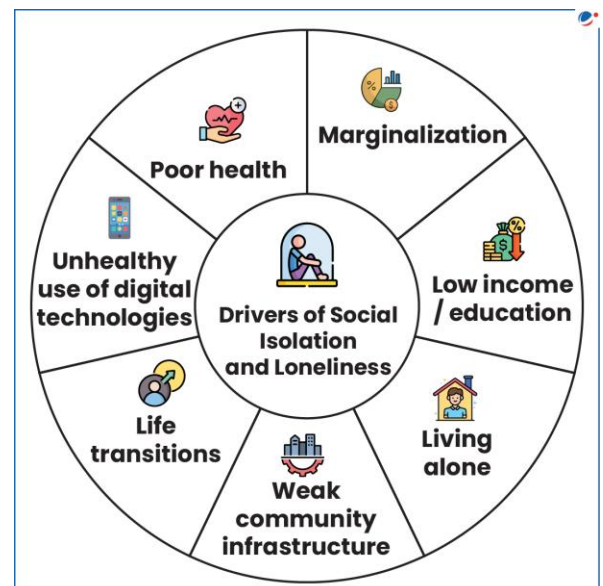 Poor health
Marginalization
Unhealthy
use of digital
technologies
Drivers of Social
Isolation
and Loneliness
Low income
/ education
Life
transitions
Weak
community
infrastructure
Living
alone